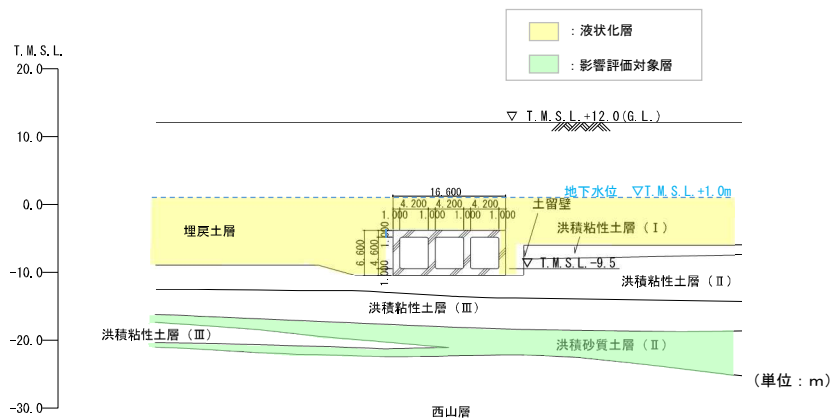 ：液状化層
：影響評価対象層
T.M.S.L.
20.0
10.0
0.0
-10.0
-20.0
-30.0
▽ T.M.S.L.+12.0(G.L.)
地下水位 ▽T.M.S.L.+1.0m
16.600
4.200 4.200 4.200
1.000 1.000 1.000 1.000
土留壁
埋戻土層
洪積粘性土層（Ⅰ）
6.600
4.600
1.000
1.000
▽ T.M.S.L.-9.5
洪積粘性土層（Ⅱ）
洪積粘性土層（Ⅲ）
洪積粘性土層（Ⅲ）
洪積砂質土層（Ⅱ）
（単位：m）
西山層